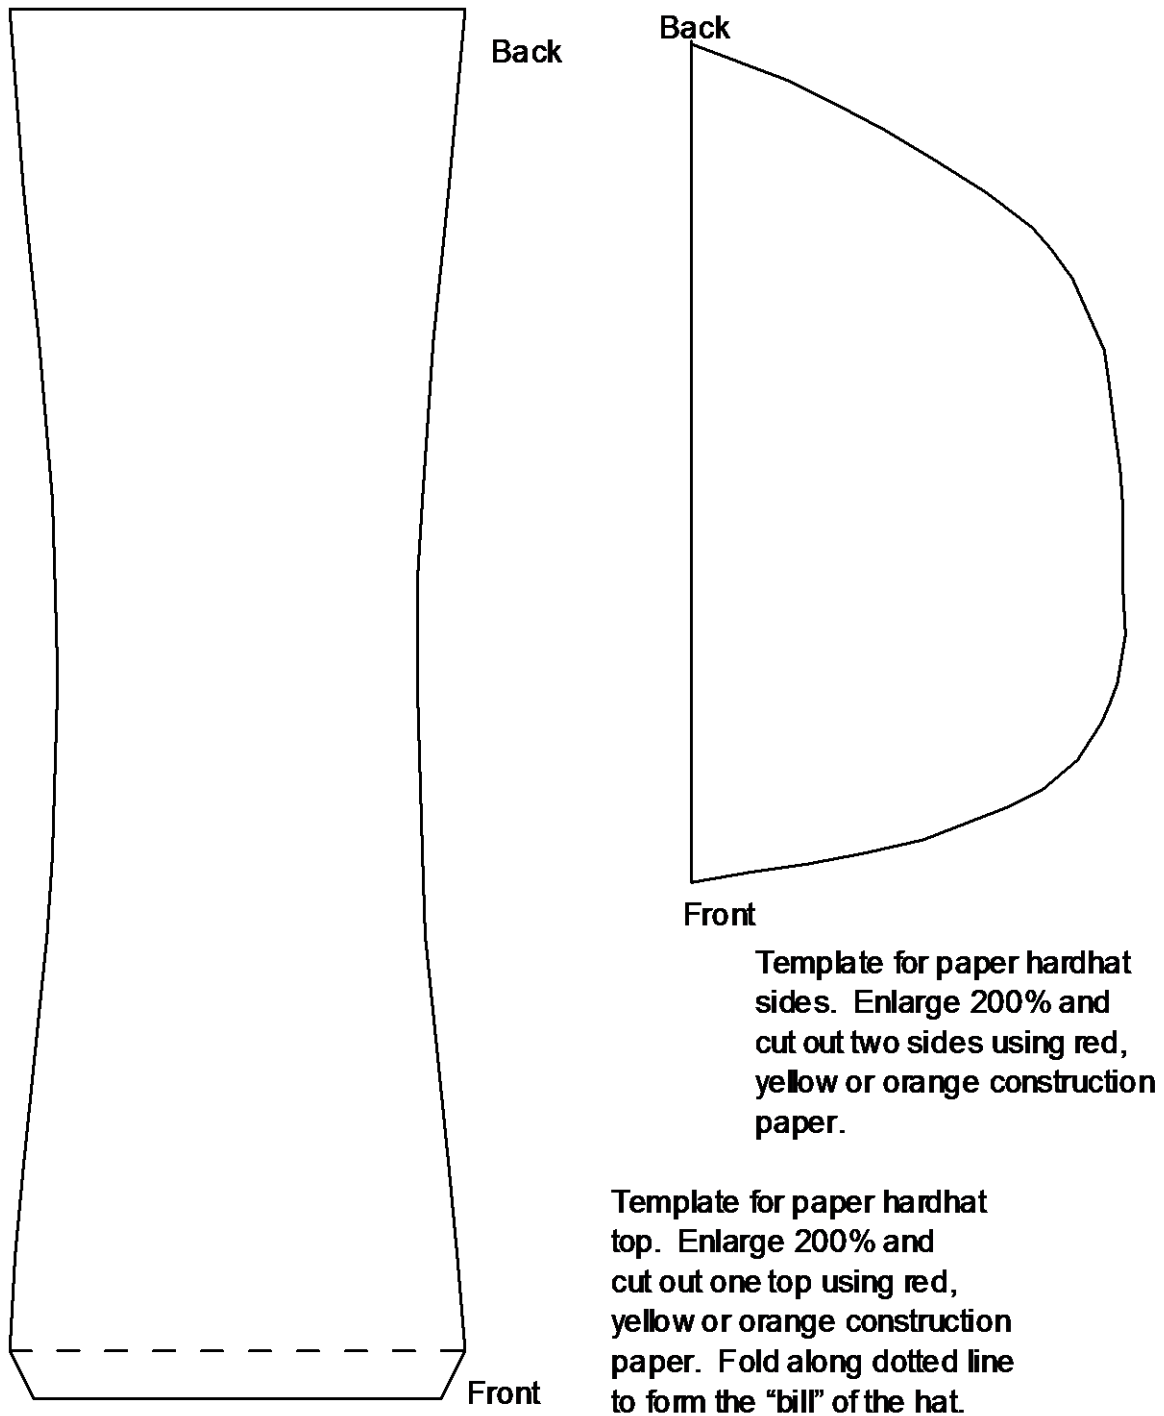 Back
Back
Front
Template for paper hardhat
sides.  Enlarge 200% and
cut out two sides using red,
yellow or orange construction
paper.
Template for paper hardhat
top.  Enlarge 200% and
cut out one top using red,
yellow or orange construction
paper.  Fold along dotted line
to form the “bill” of the hat.
Front